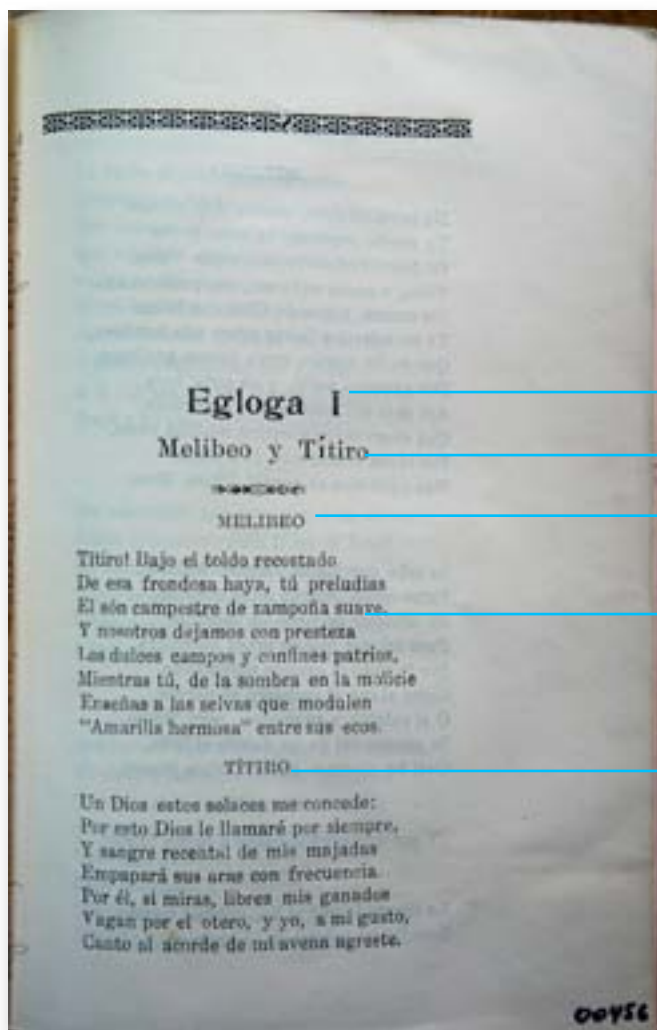 Egloga I
Melibeo y Títiro
MELIBEO
Títiro! Bajo el toldo recostado
De esa frondosa haya, tú preludias
El són campestre de zampoña suave.
Y nosotros dejamos con presteza
Los dulces campos y confines patrios,
Mientras tú, de la sombra en la molicie
Enseñas a las selvas que modulen
"Amarilis hermosa" entre sus ecos.
TÍTIRO
Un Dios estos solaces me concede:
Por esto Dios le llamaré por siempre,
Y sangre recental de mis majadas
Empapará sus aras con frecuencia.
Por él, si miras, libres mis ganados
Vagan por el otero, y yo, a mi gusto,
Canto al acorde de mi avena agreste.
00456